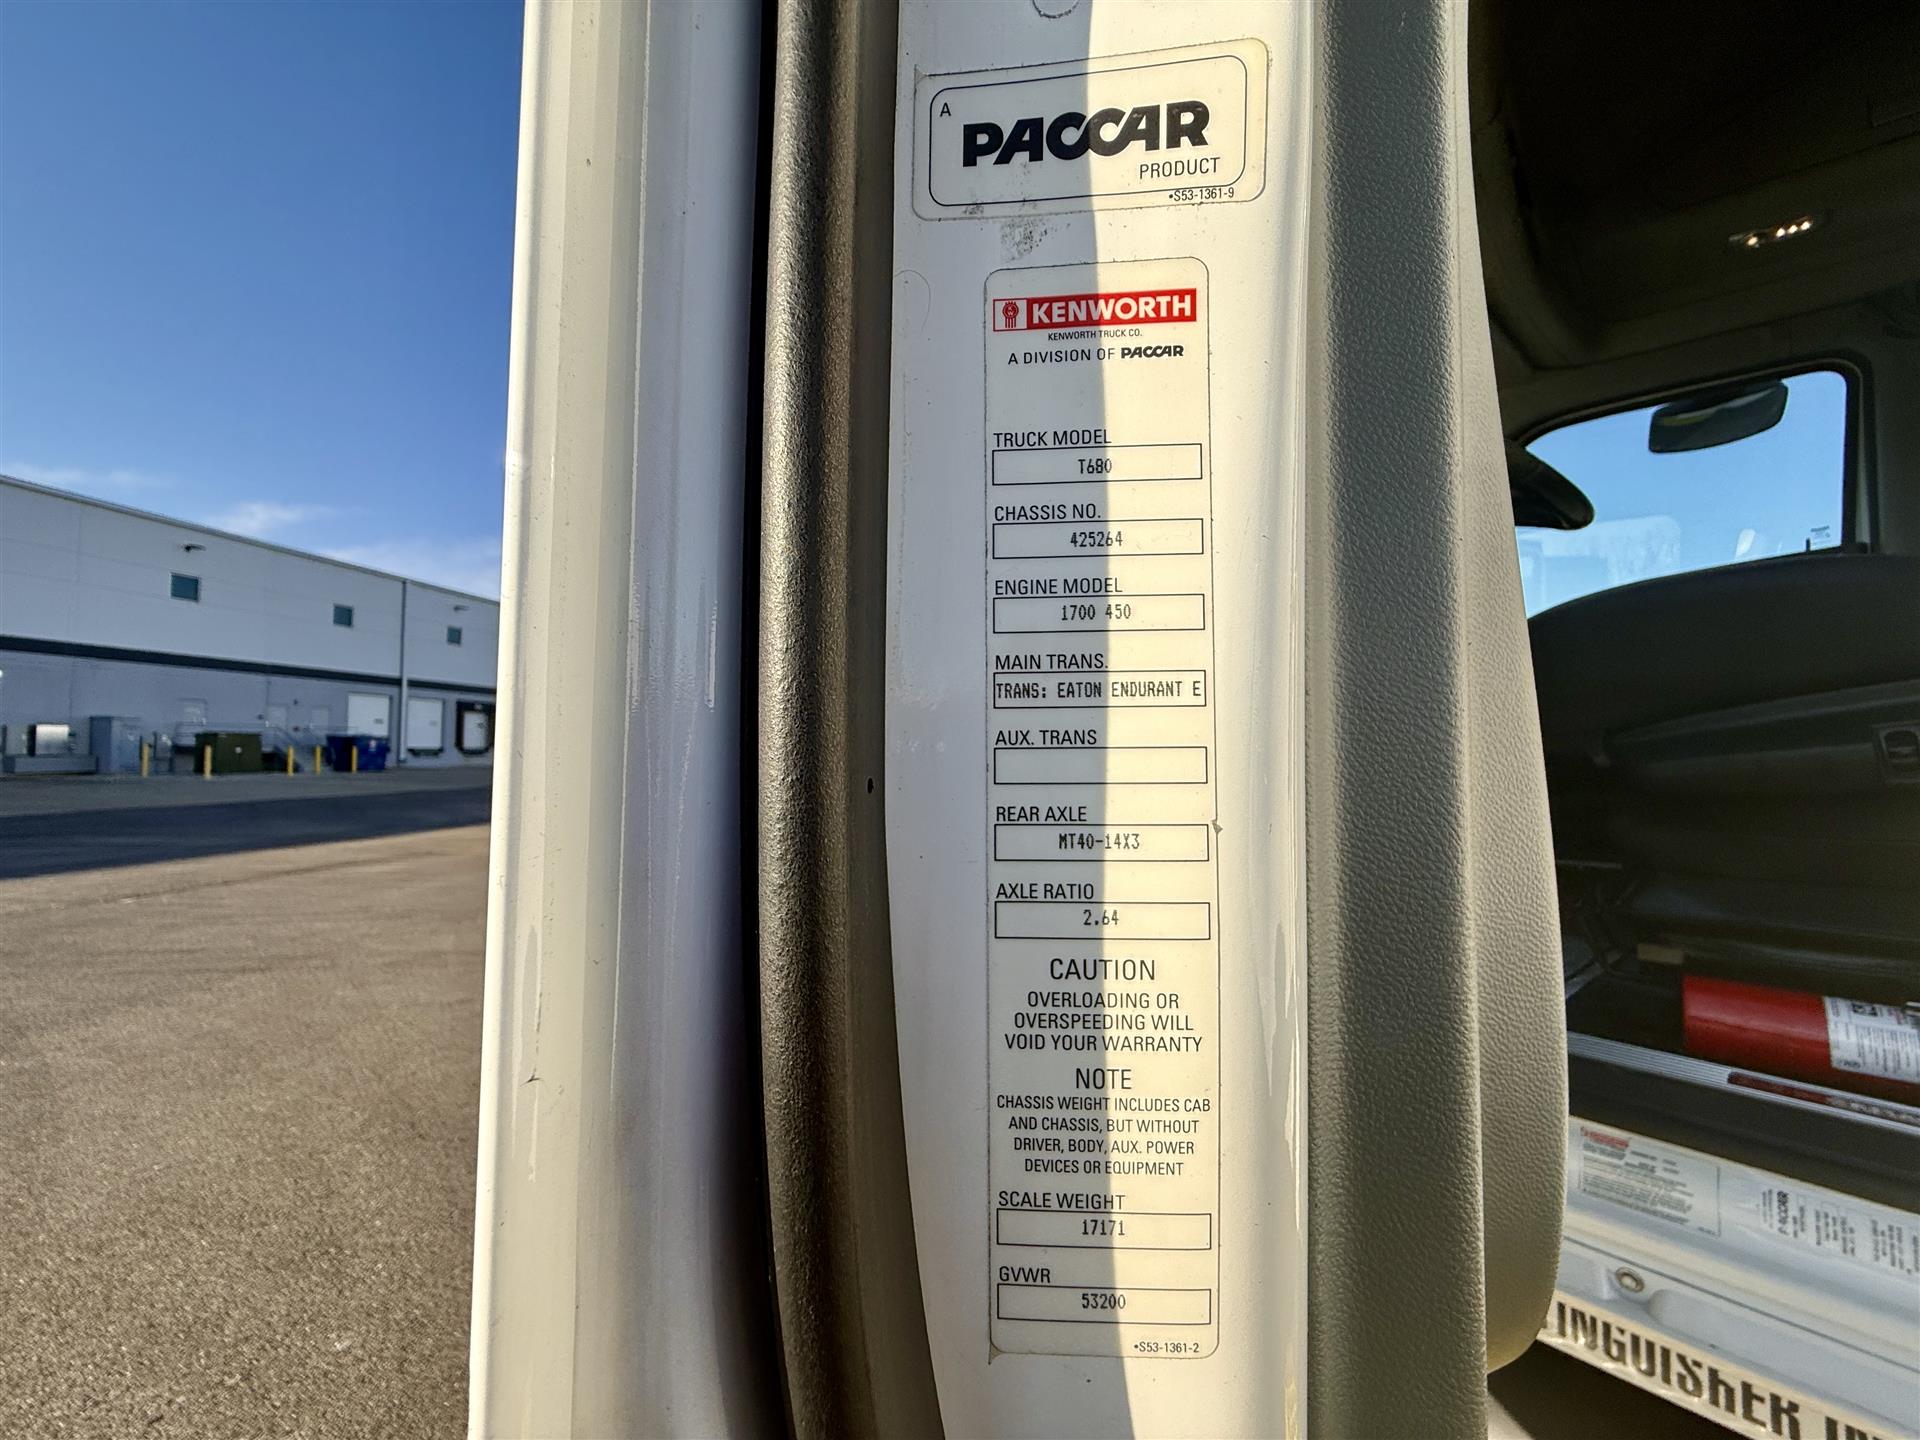 A
PACCAR
PRODUCT
•S53-1361-9
KENWORTH
KENWORTH TRUCK CO.
A DIVISION OF PACCAR
TRUCK MODEL
T680
CHASSIS NO.
425264
ENGINE MODEL
1700 450
MAIN TRANS.
TRANS: EATON ENDURANT E
AUX. TRANS
REAR AXLE
MT40-14X3
AXLE RATIO
2.64
CAUTION
OVERLOADING OR
OVERSPEEDING WILL
VOID YOUR WARRANTY
NOTE
CHASSIS WEIGHT INCLUDES CAB
AND CHASSIS, BUT WITHOUT
DRIVER, BODY, AUX. POWER
DEVICES OR EQUIPMENT
SCALE WEIGHT
17171
GVWR
53200
•S53-1361-2
PACCAR
INGUISHER